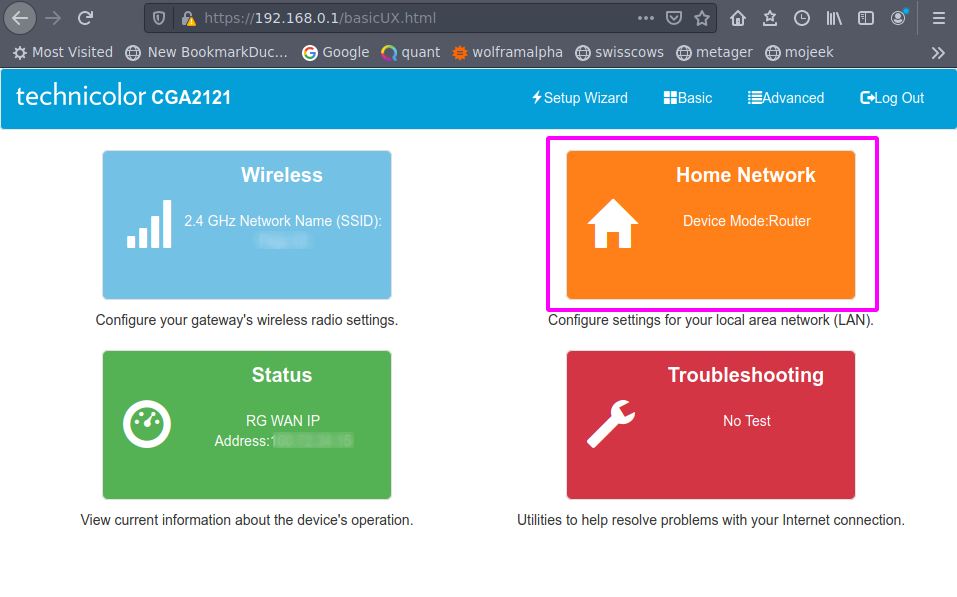 https://192.168.0.1/basicUX.html
Most Visited New BookmarkDuc... Google quant wolframalpha swisscows metager mojeek
technicolor CGA2121 Setup Wizard Basic Advanced Log Out
Wireless
2.4 GHz Network Name (SSID):
Configure your gateway's wireless radio settings.
Home Network
Device Mode:Router
Configure settings for your local area network (LAN).
Status
RG WAN IP
Address:
View current information about the device's operation.
Troubleshooting
No Test
Utilities to help resolve problems with your Internet connection.